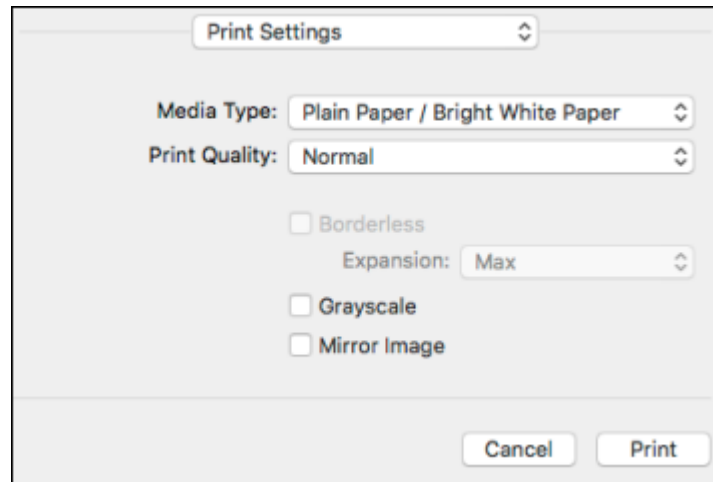 Print Settings
Media Type: Plain Paper / Bright White Paper
Print Quality: Normal
Borderless
Expansion: Max
Grayscale
Mirror Image
Cancel Print